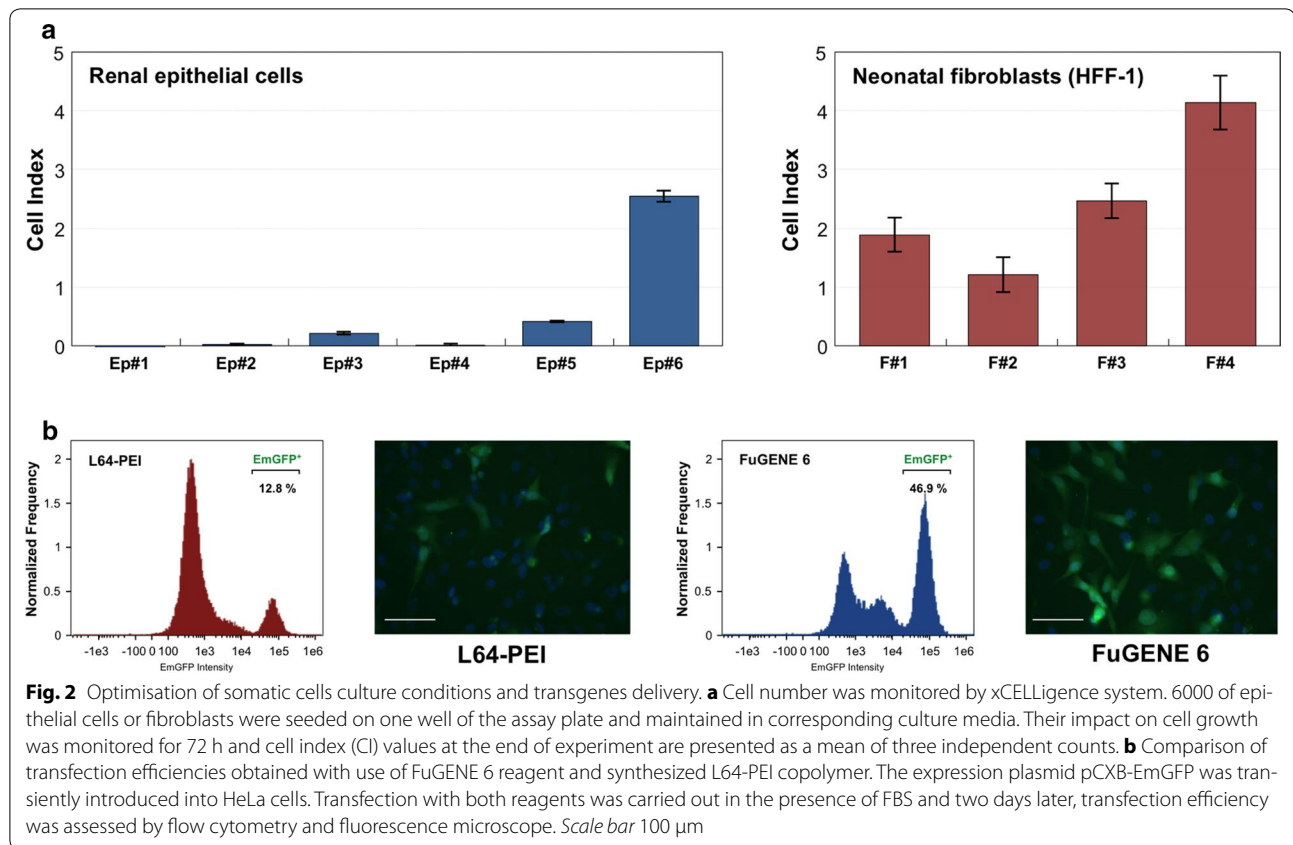 a
Renal epithelial cells
Cell Index
5
4
3
2
1
0
Ep#1 Ep#2 Ep#3 Ep#4 Ep#5 Ep#6
Neonatal fibroblasts (HFF-1)
Cell Index
5
4
3
2
1
0
F#1 F#2 F#3 F#4
b
L64-PEI
EmGFP⁺
12.8 %
Normalized Frequency
2
1.5
1
0.5
0
-1e3 -100 0 100 1e3 1e4 1e5 1e6
EmGFP Intensity
L64-PEI
FuGENE 6
EmGFP⁺
46.9 %
Normalized Frequency
2
1.5
1
0.5
0
-1e3 -100 0 100 1e3 1e4 1e5 1e6
EmGFP Intensity
FuGENE 6
Fig. 2 Optimisation of somatic cells culture conditions and transgenes delivery. a Cell number was monitored by xCELLigence system. 6000 of epi-
thelial cells or fibroblasts were seeded on one well of the assay plate and maintained in corresponding culture media. Their impact on cell growth
was monitored for 72 h and cell index (CI) values at the end of experiment are presented as a mean of three independent counts. b Comparison of
transfection efficiencies obtained with use of FuGENE 6 reagent and synthesized L64-PEI copolymer. The expression plasmid pCXB-EmGFP was tran-
siently introduced into HeLa cells. Transfection with both reagents was carried out in the presence of FBS and two days later, transfection efficiency
was assessed by flow cytometry and fluorescence microscope. Scale bar 100 μm